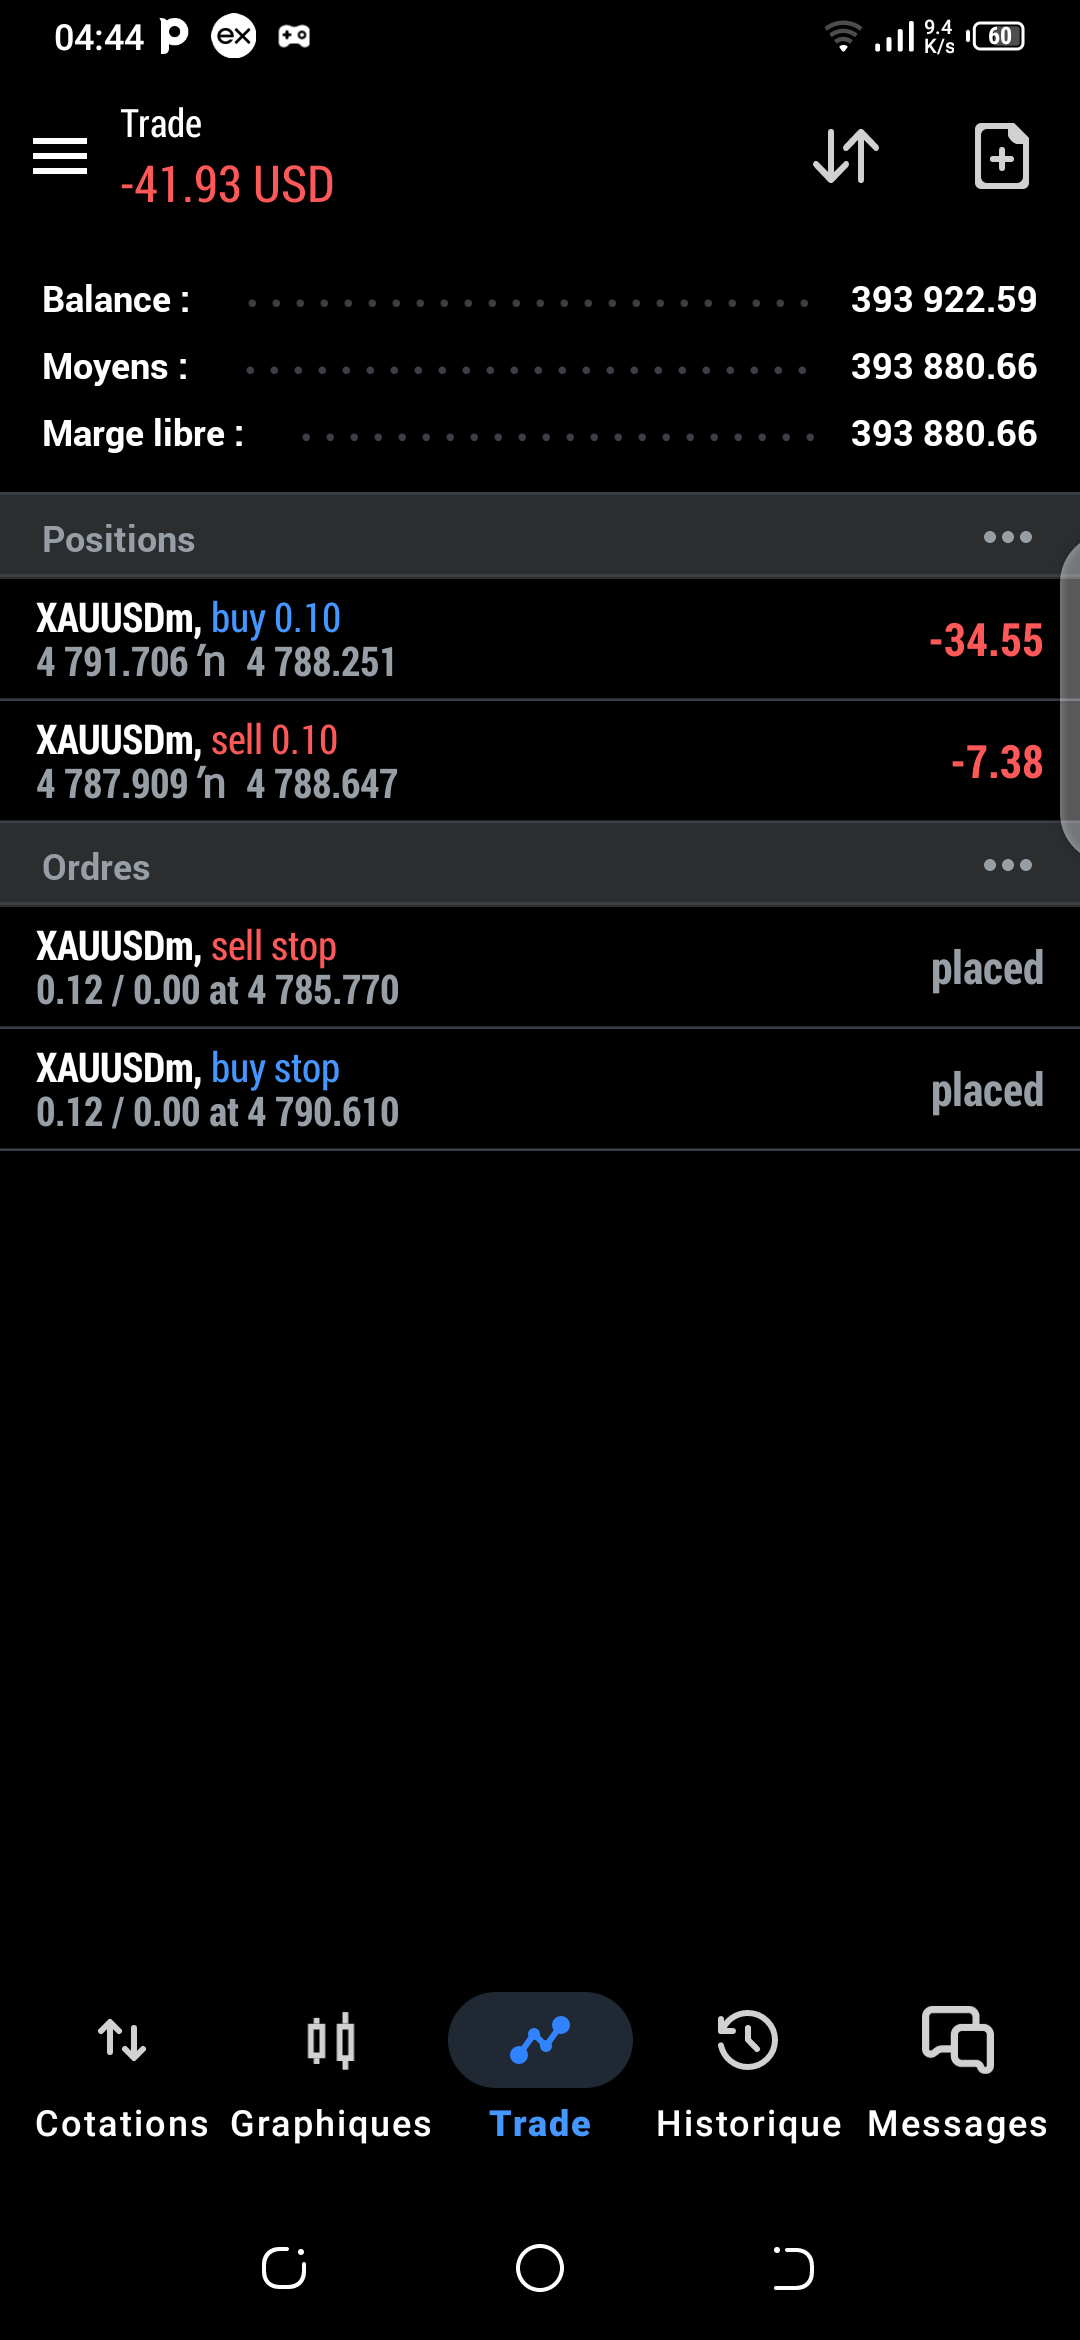 04:44 ex 9.4 K/s 60
Trade
-41.93 USD
Balance : 393 922.59
Moyens : 393 880.66
Marge libre : 393 880.66
Positions
XAUUSDm, buy 0.10
4 791.706 ’n 4 788.251
-34.55
XAUUSDm, sell 0.10
4 787.909 ’n 4 788.647
-7.38
Ordres
XAUUSDm, sell stop
0.12 / 0.00 at 4 785.770
placed
XAUUSDm, buy stop
0.12 / 0.00 at 4 790.610
placed
Cotations Graphiques Trade Historique Messages